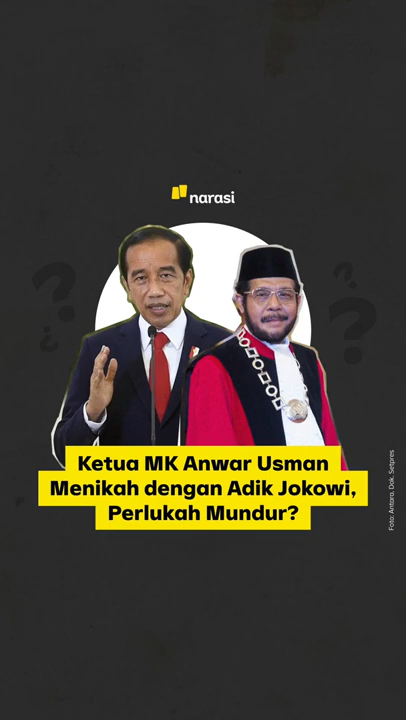 narasi
Ketua MK Anwar Usman
Menikah dengan Adik Jokowi,
Perlukah Mundur?
Foto: Antara, Dok. Setpres